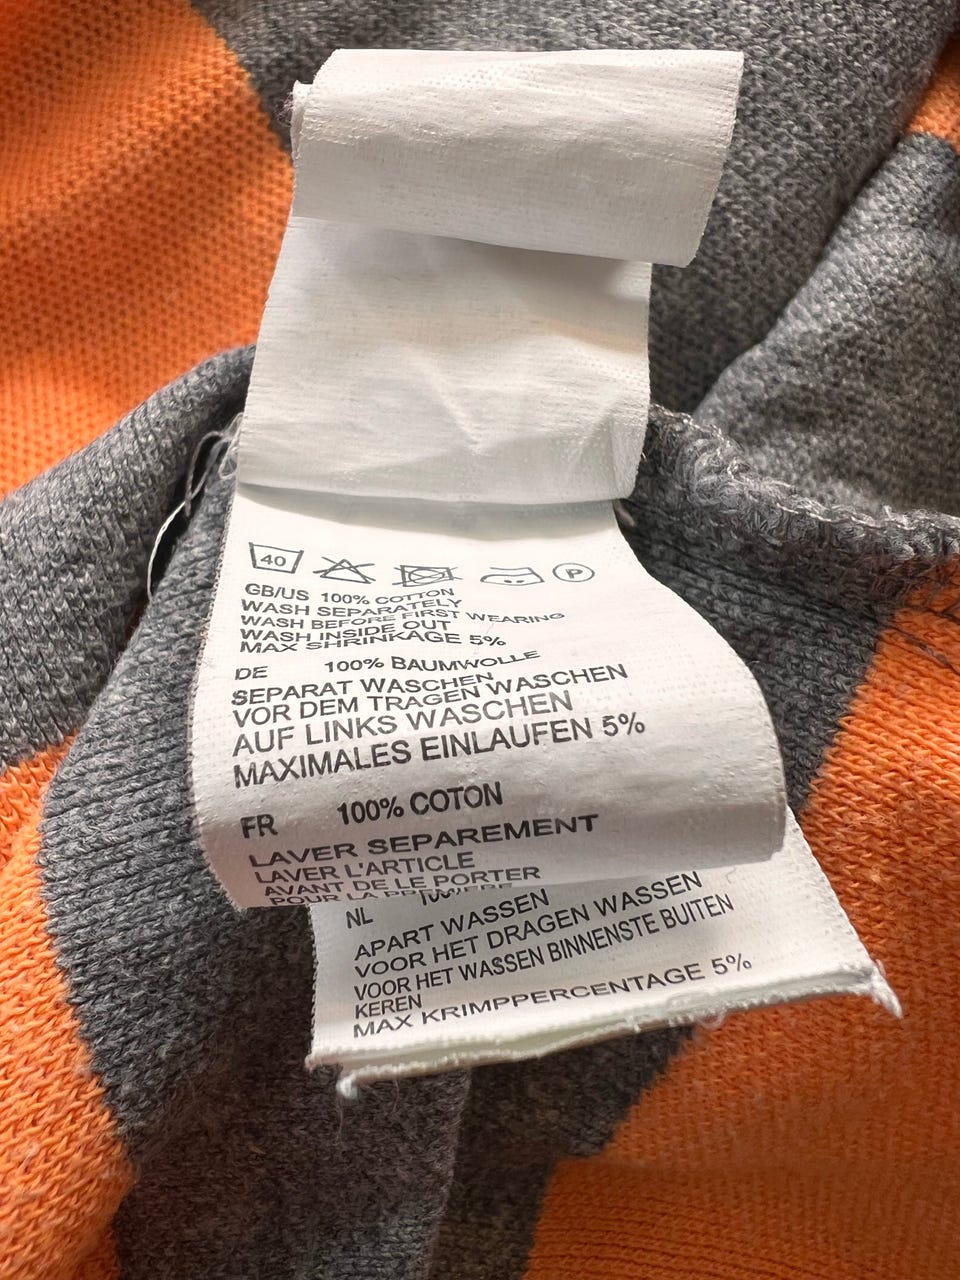 40 P
GB/US 100% COTTON
WASH SEPARATELY
WASH BEFORE FIRST WEARING
WASH INSIDE OUT
MAX SHRINKAGE 5%
DE 100% BAUMWOLLE
SEPARAT WASCHEN
VOR DEM TRAGEN WASCHEN
AUF LINKS WASCHEN
MAXIMALES EINLAUFEN 5%
FR 100% COTON
LAVER SEPAREMENT
LAVER L'ARTICLE
AVANT DE LE PORTER
POUR LA PREMIERE
NL
APART WASSEN
VOOR HET DRAGEN WASSEN
VOOR HET WASSEN BINNENSTE BUITEN
KEREN
MAX KRIMPPERCENTAGE 5%